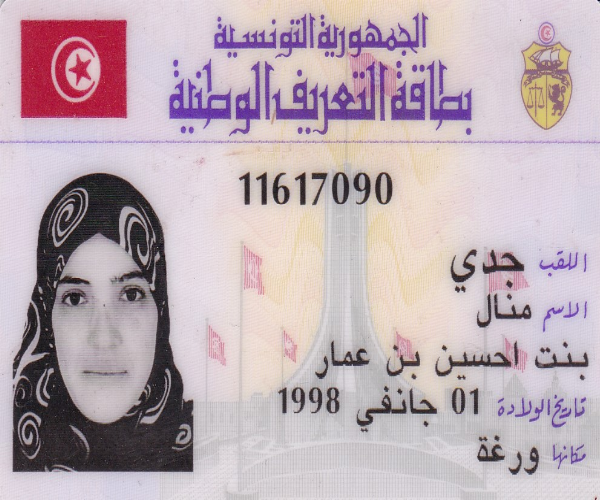 الجمهورية التونسية
بطاقة التعريف الوطنية
11617090
اللقب جدي
الاسم منال
بنت احسين بن عمار
تاريخ الولادة 01 جانفي 1998
مكانها ورغة